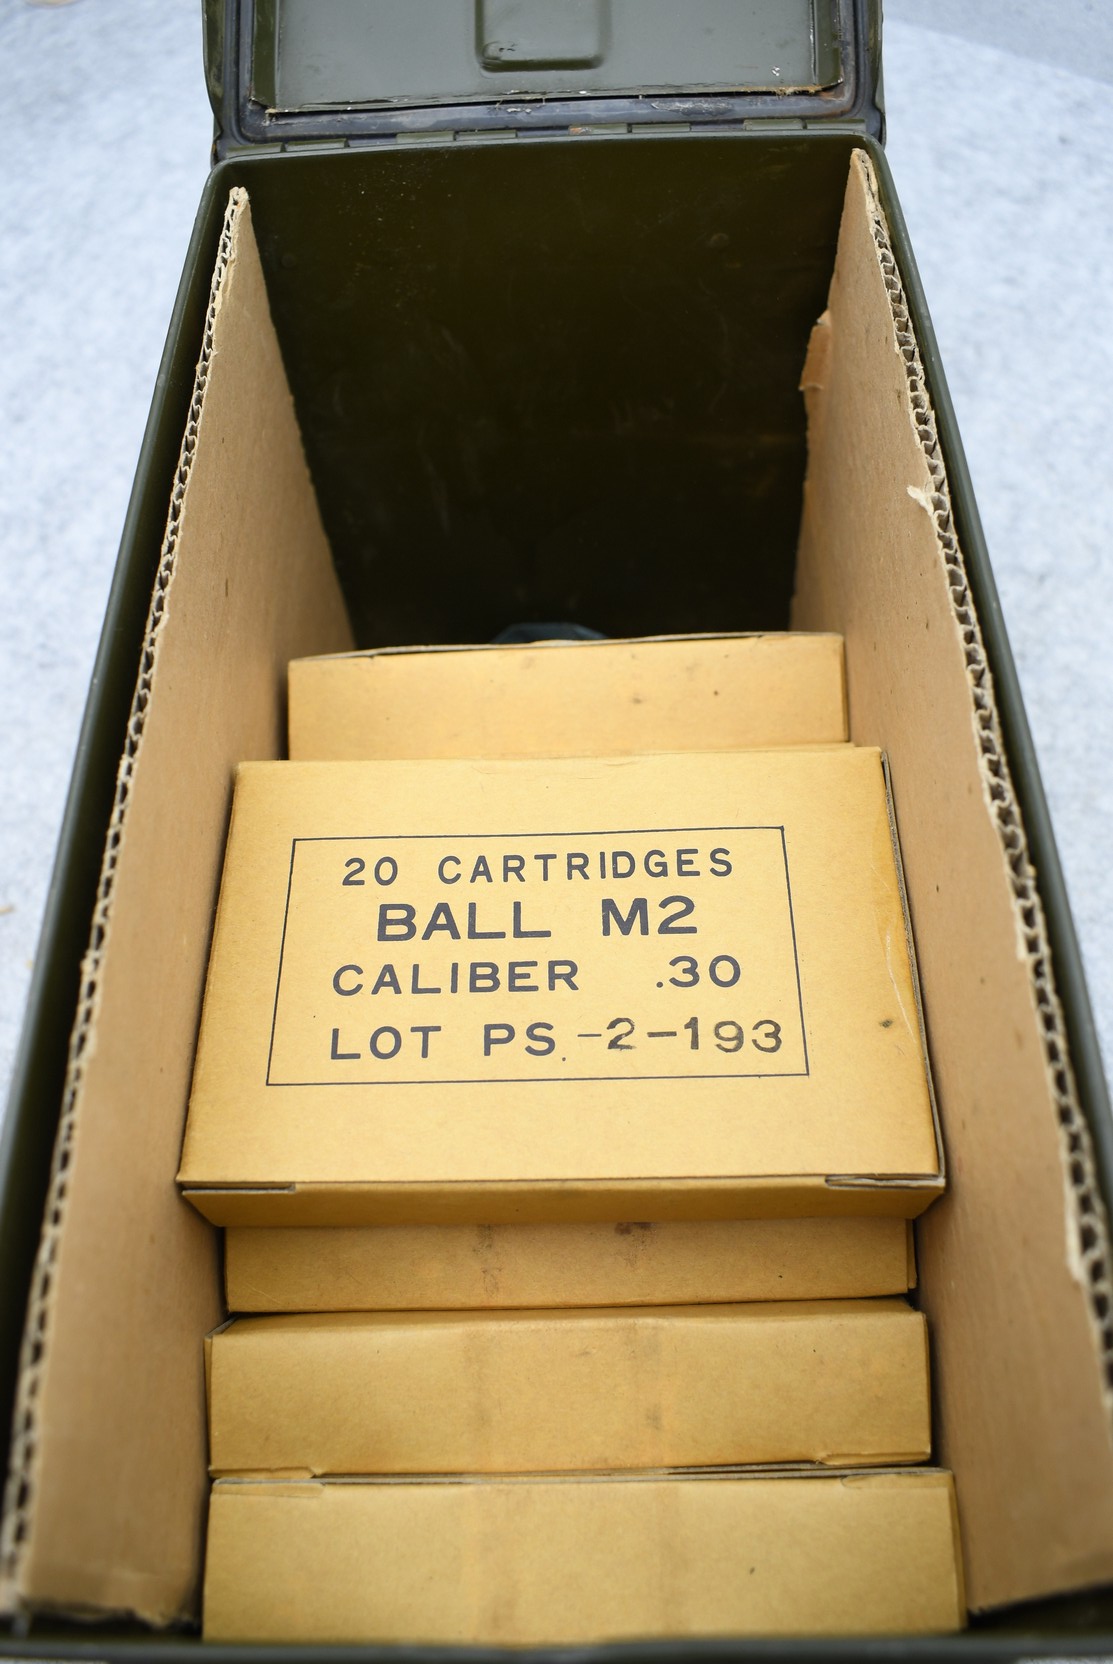 20 CARTRIDGES
BALL M2
CALIBER .30
LOT PS.-2-193